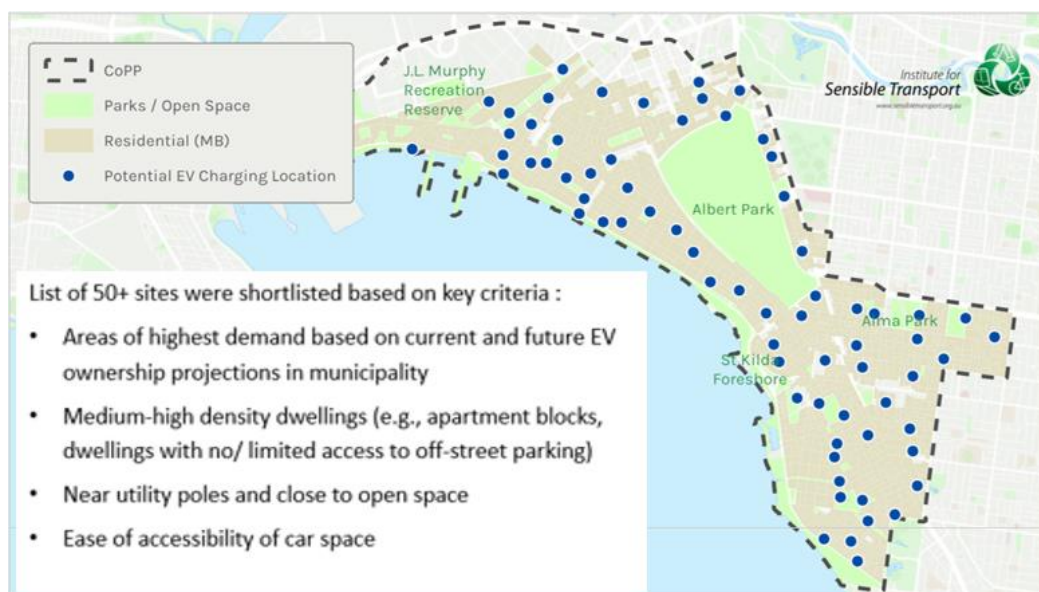 CoPP
Parks / Open Space
Residential (MB)
Potential EV Charging Location
J.L. Murphy
Recreation
Reserve
Institute for
Sensible Transport
www.sensibletransport.org.au
Albert Park
Alma Park
St Kilda
Foreshore
List of 50+ sites were shortlisted based on key criteria :
• Areas of highest demand based on current and future EV
ownership projections in municipality
• Medium-high density dwellings (e.g., apartment blocks,
dwellings with no/ limited access to off-street parking)
• Near utility poles and close to open space
• Ease of accessibility of car space